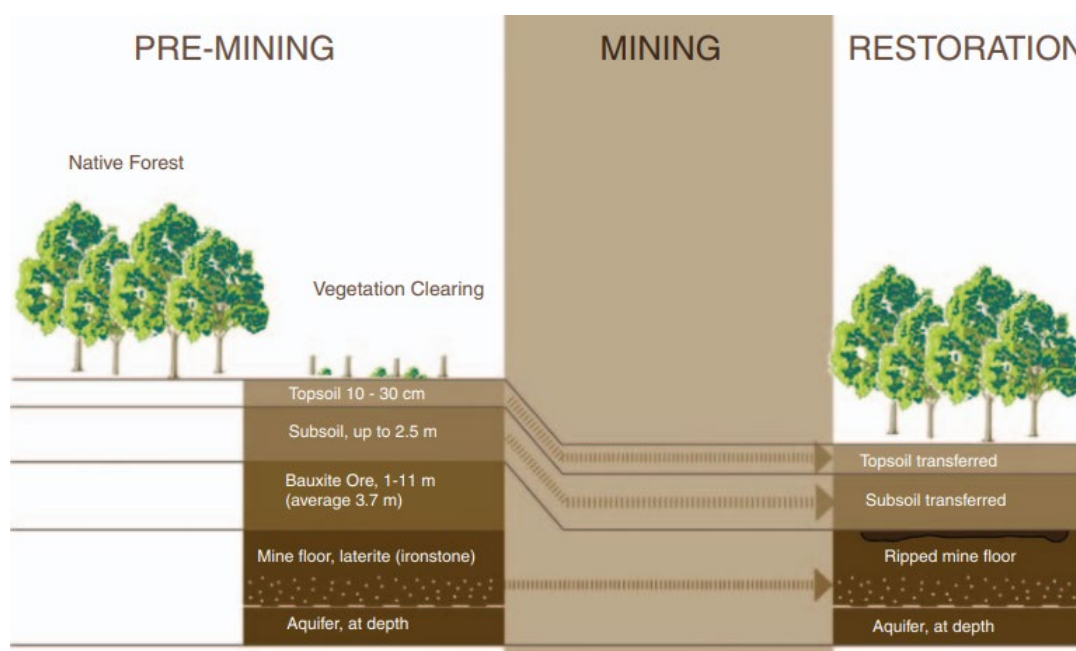 PRE-MINING
MINING
RESTORATION
Native Forest
Vegetation Clearing
Topsoil 10 - 30 cm
Subsoil, up to 2.5 m
Bauxite Ore, 1-11 m
(average 3.7 m)
Mine floor, laterite (ironstone)
Aquifer, at depth
Topsoil transferred
Subsoil transferred
Ripped mine floor
Aquifer, at depth